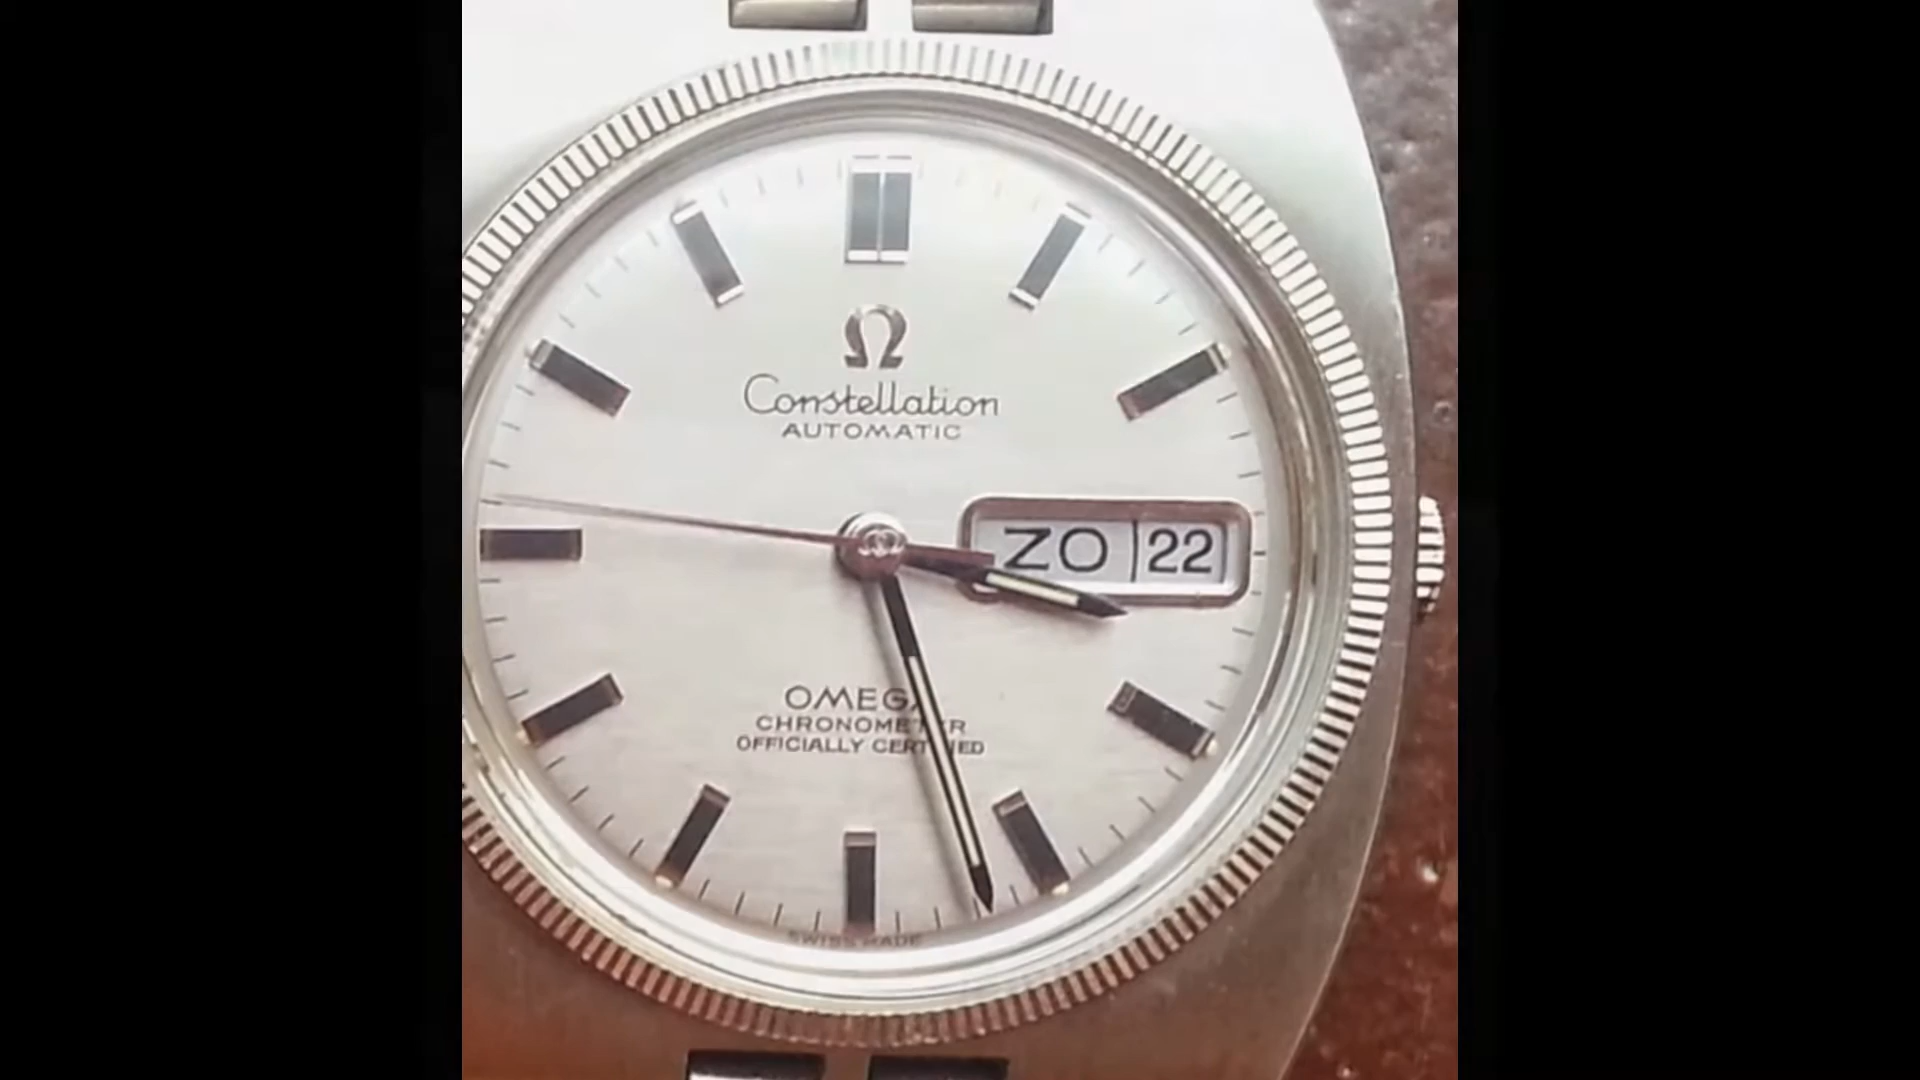 Ω
Constellation
AUTOMATIC
ZO 22
OMEGA
CHRONOMETER
OFFICIALLY CERTIFIED
SWISS MADE